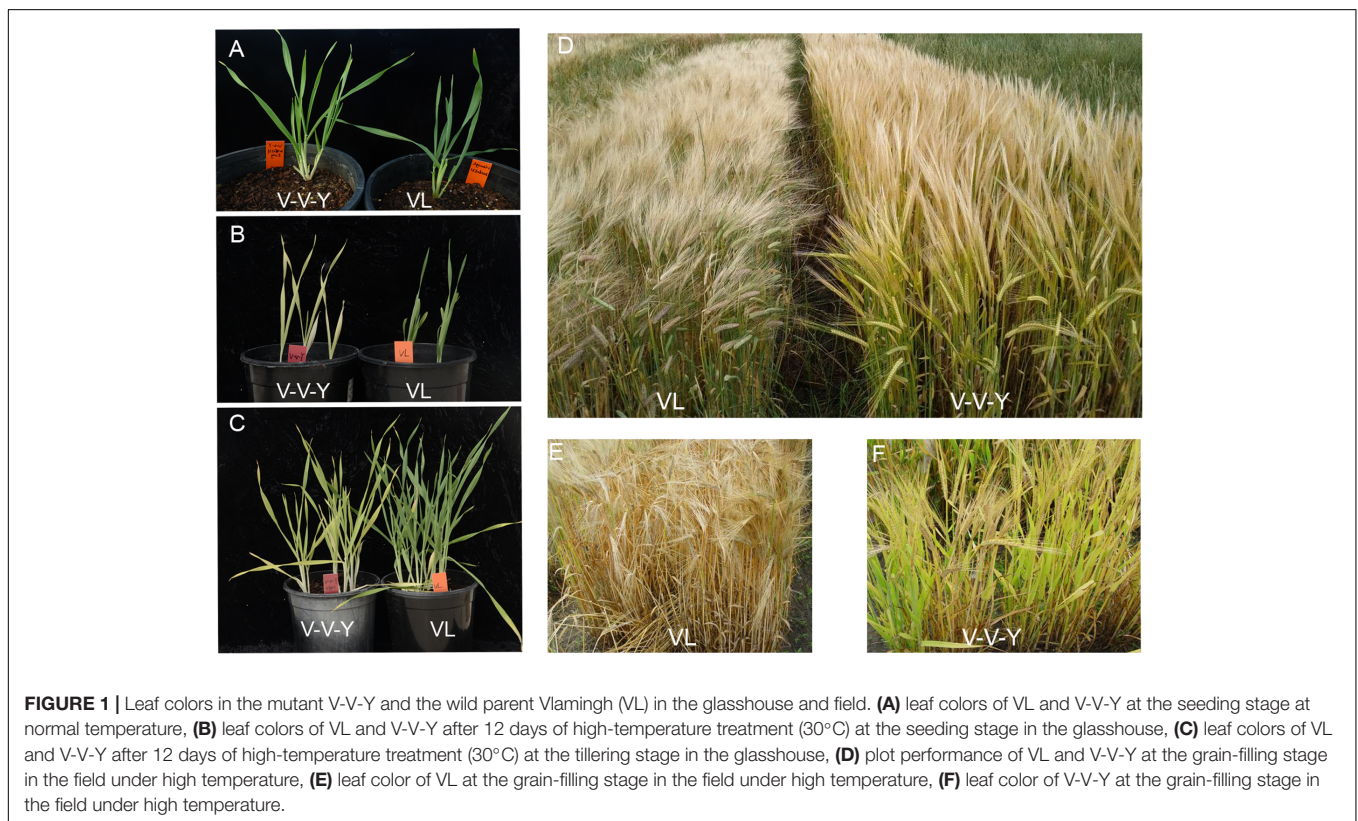 A
V-V-Y
VL
B
V-V-Y
VL
V-V-Y
VL
C
V-V-Y
VL
VL
D
VL
V-V-Y
E
VL
F
V-V-Y
FIGURE 1 | Leaf colors in the mutant V-V-Y and the wild parent Vlamingh (VL) in the glasshouse and field. (A) leaf colors of VL and V-V-Y at the seeding stage at
normal temperature, (B) leaf colors of VL and V-V-Y after 12 days of high-temperature treatment (30°C) at the seeding stage in the glasshouse, (C) leaf colors of VL
and V-V-Y after 12 days of high-temperature treatment (30°C) at the tillering stage in the glasshouse, (D) plot performance of VL and V-V-Y at the grain-filling stage
in the field under high temperature, (E) leaf color of VL at the grain-filling stage in the field under high temperature, (F) leaf color of V-V-Y at the grain-filling stage in
the field under high temperature.